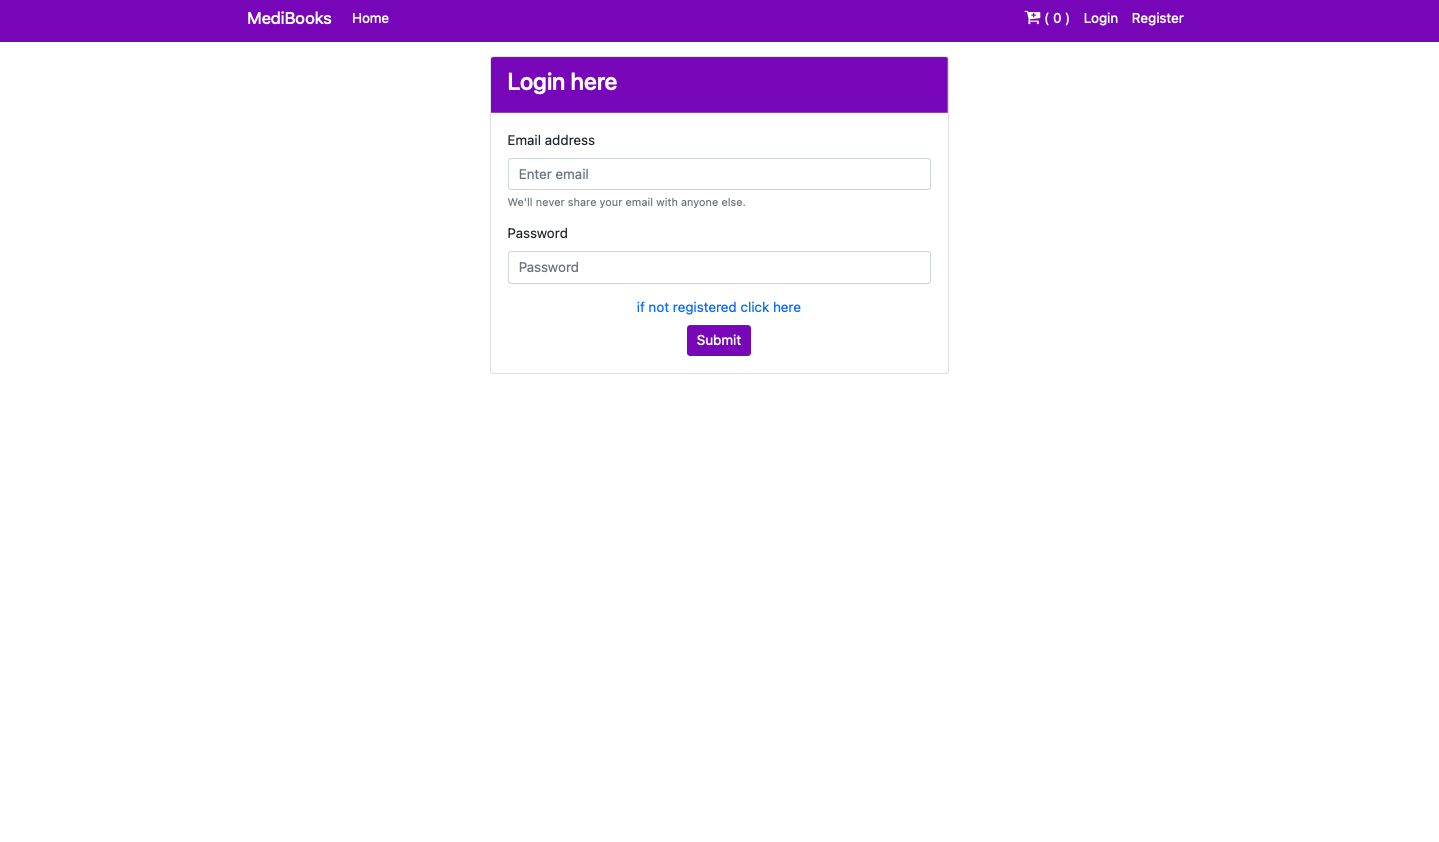 MediBooks Home ( 0 ) Login Register
Login here
Email address
Enter email
We'll never share your email with anyone else.
Password
Password
if not registered click here
Submit